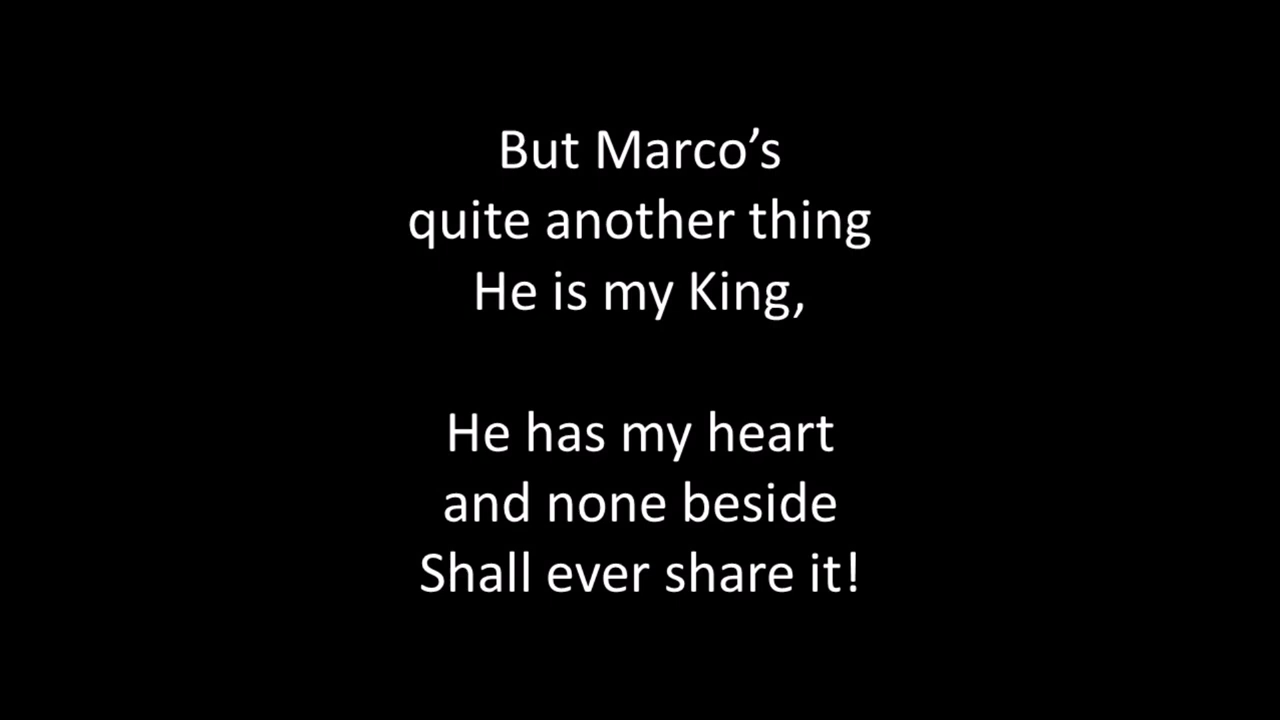 But Marco’s
quite another thing
He is my King,
He has my heart
and none beside
Shall ever share it!